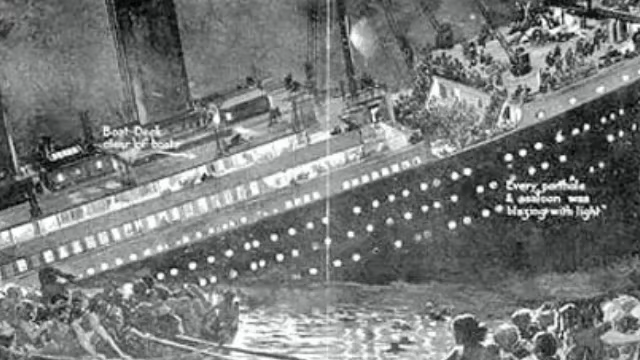 Boat-Deck
clear of boats
"Every porthole
& saloon was
blazing with light"